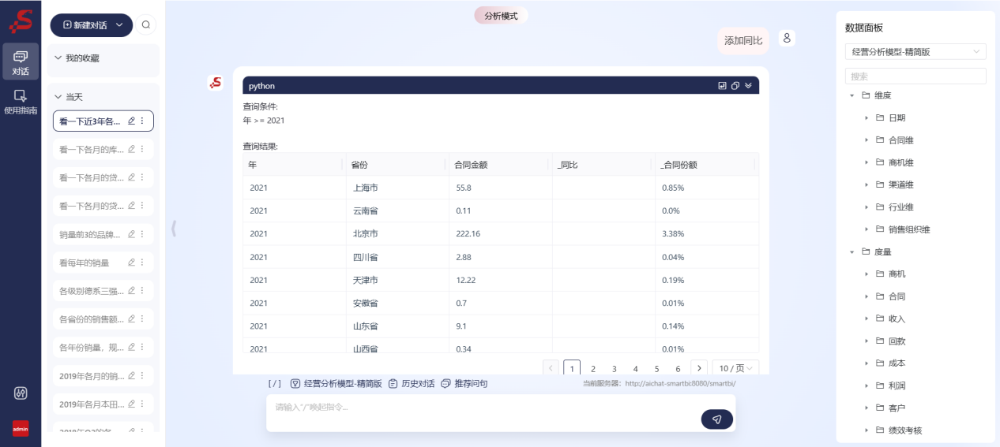 分析模式
新建对话
对话
使用指南
我的收藏
当天
看一下近3年各...
看一下各月的库...
看一下各月的贷...
看一下各月的贷...
销量前3的品牌...
看每年的销量
各级别德系三强...
各省份的销售额...
各年份销量，规...
2019年各月的销...
2019年各月本田...
admin
添加同比
python
查询条件:
年 >= 2021
查询结果:
年 省份 合同金额 _同比 _合同份额
2021 上海市 55.8 0.85%
2021 云南省 0.11 0.0%
2021 北京市 222.16 3.38%
2021 四川省 2.88 0.04%
2021 天津市 12.22 0.19%
2021 安徽省 0.7 0.01%
2021 山东省 9.1 0.14%
2021 山西省 0.34 0.01%
1 2 3 4 5 6 10 / 页
[ / ] 经营分析模型-精简版 历史对话 推荐问句 当前服务器: http://aichat-smartbi:8080/smartbi/
请输入"/"唤起指令...
数据面板
经营分析模型-精简版
搜索
维度
日期
合同维
商机维
渠道维
行业维
销售组织维
度量
商机
合同
收入
回款
成本
利润
客户
绩效考核